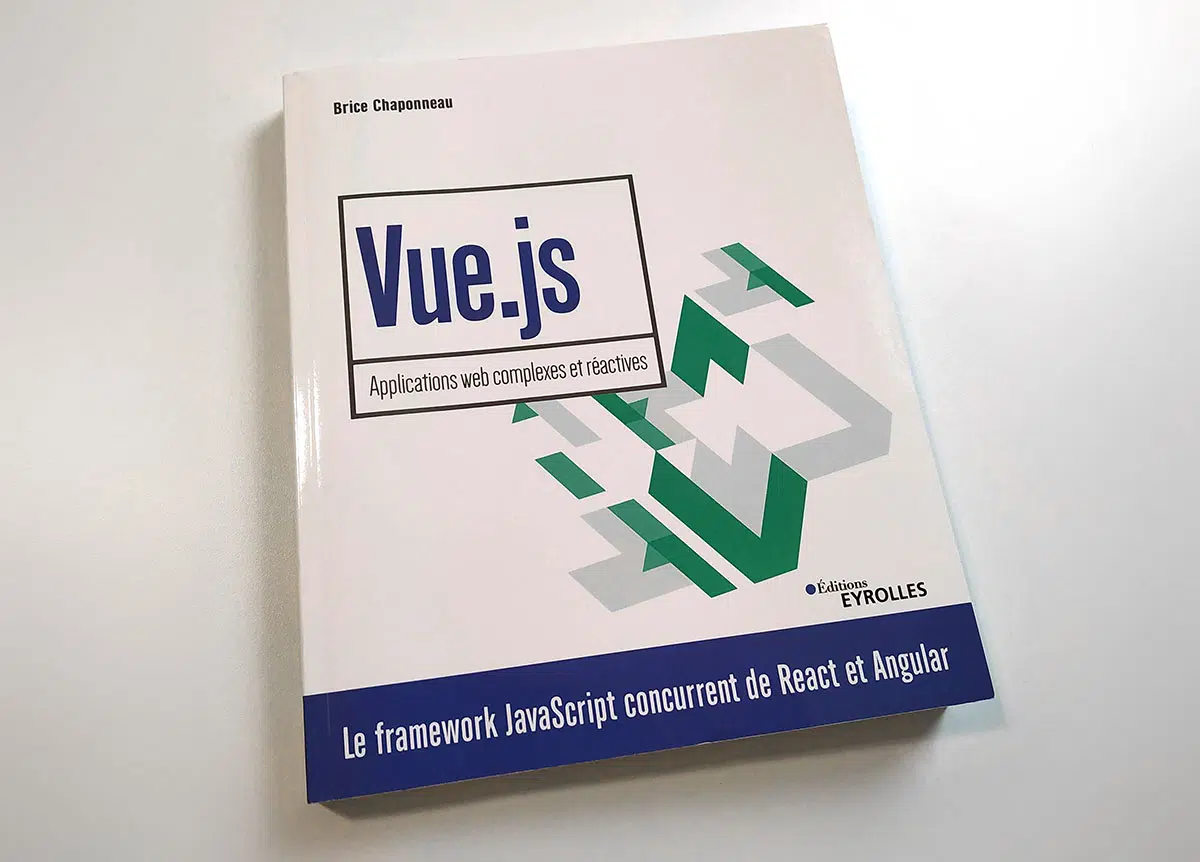 Brice Chaponneau
Vue.js
Applications web complexes et réactives
Éditions
EYROLLES
Le framework JavaScript concurrent de React et Angular